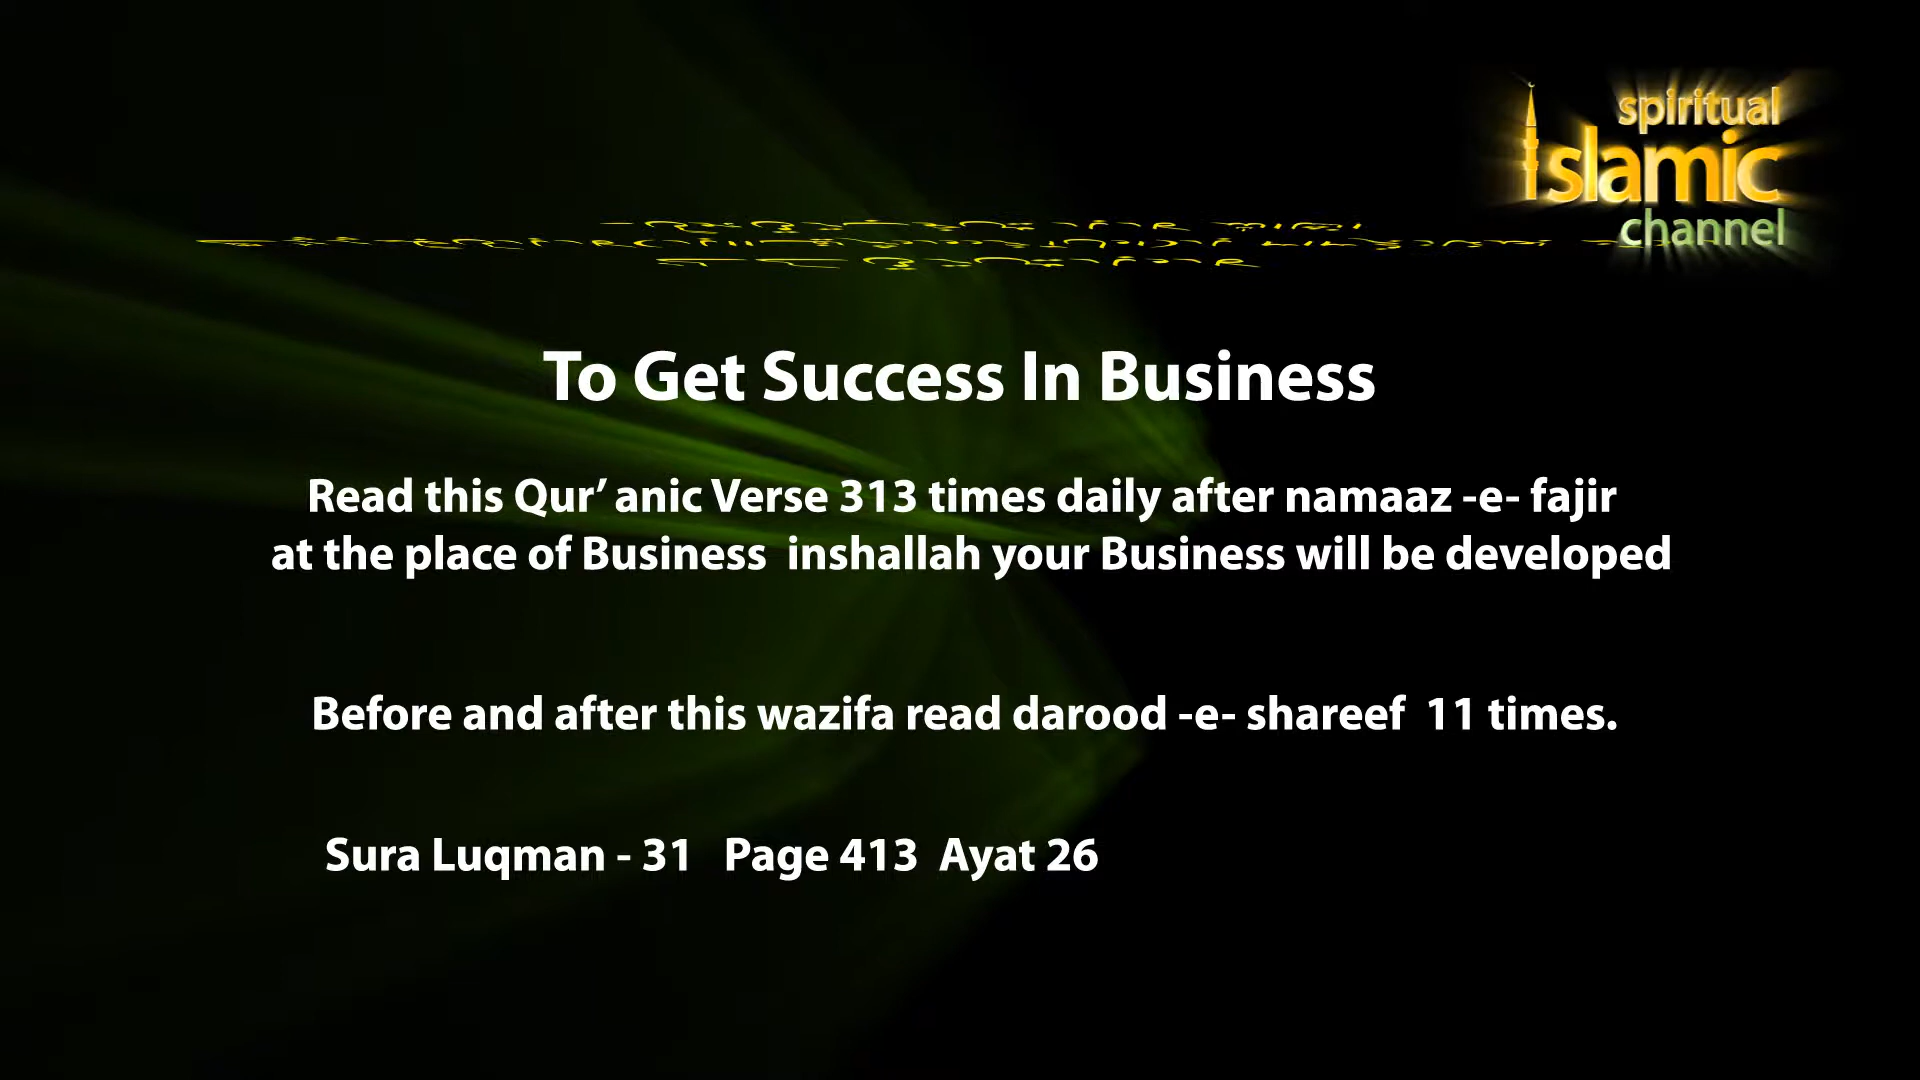 spiritual
islamic
channel
To Get Success In Business
Read this Qur’ anic Verse 313 times daily after namaaz -e- fajir
at the place of Business  inshallah your Business will be developed
Before and after this wazifa read darood -e- shareef  11 times.
Sura Luqman - 31   Page 413  Ayat 26